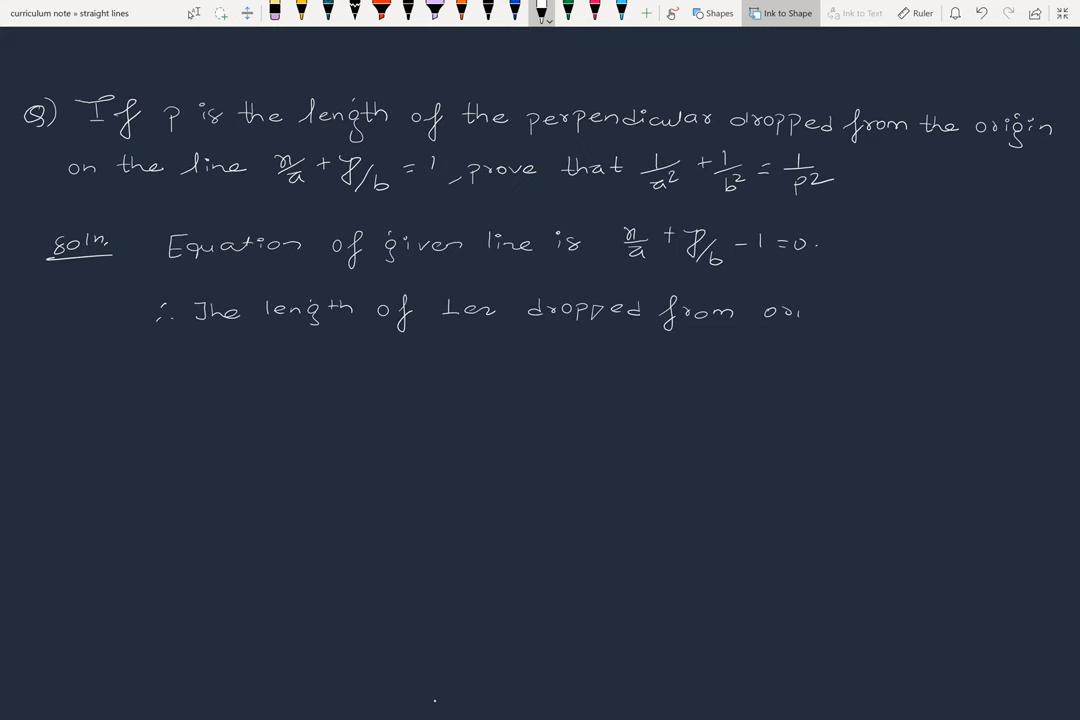 curriculum note » straight lines
Shapes Ink to Shape Ink to Text Ruler
Q) If p is the length of the perpendicular dropped from the origin
on the line x/a + y/b = 1, prove that 1/a2 + 1/b2 = 1/p2
soln. Equation of given line is x/a + y/b - 1 = 0.
∴ The length of ⊥er dropped from ori